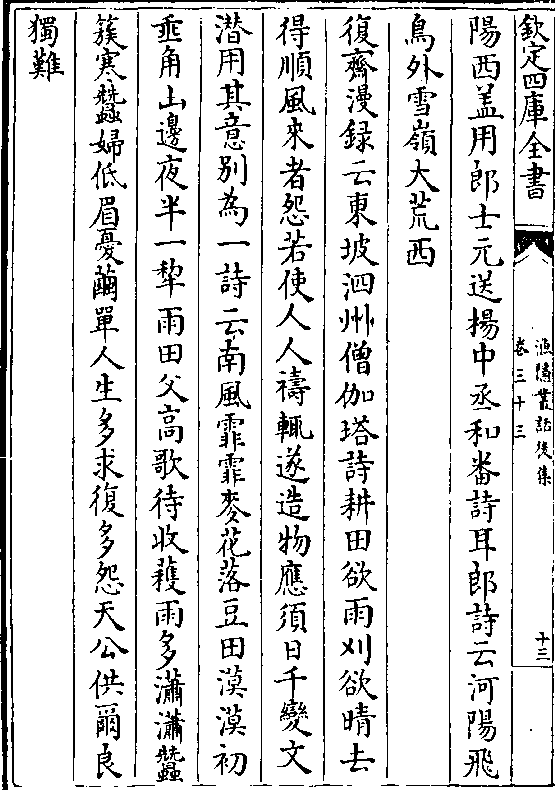 欽定四庫全書
漁隱叢話後集
卷三十三
十三
陽西盖用郎士元送揚中丞和番詩耳郎詩云河陽飛
鳥外雪嶺大荒西
復齋漫録云東坡泗州僧伽塔詩耕田欲雨刈欲晴去
得順風來者怨若使人人禱輒遂造物應須日千變文
潜用其意别為一詩云南風霏霏麥花落豆田漠漠初
垂角山邊夜半一犂雨田父高歌待收穫雨多瀟瀟蠶
簇寒蠶婦低眉憂繭單人生多求復多怨天公供爾良
獨難